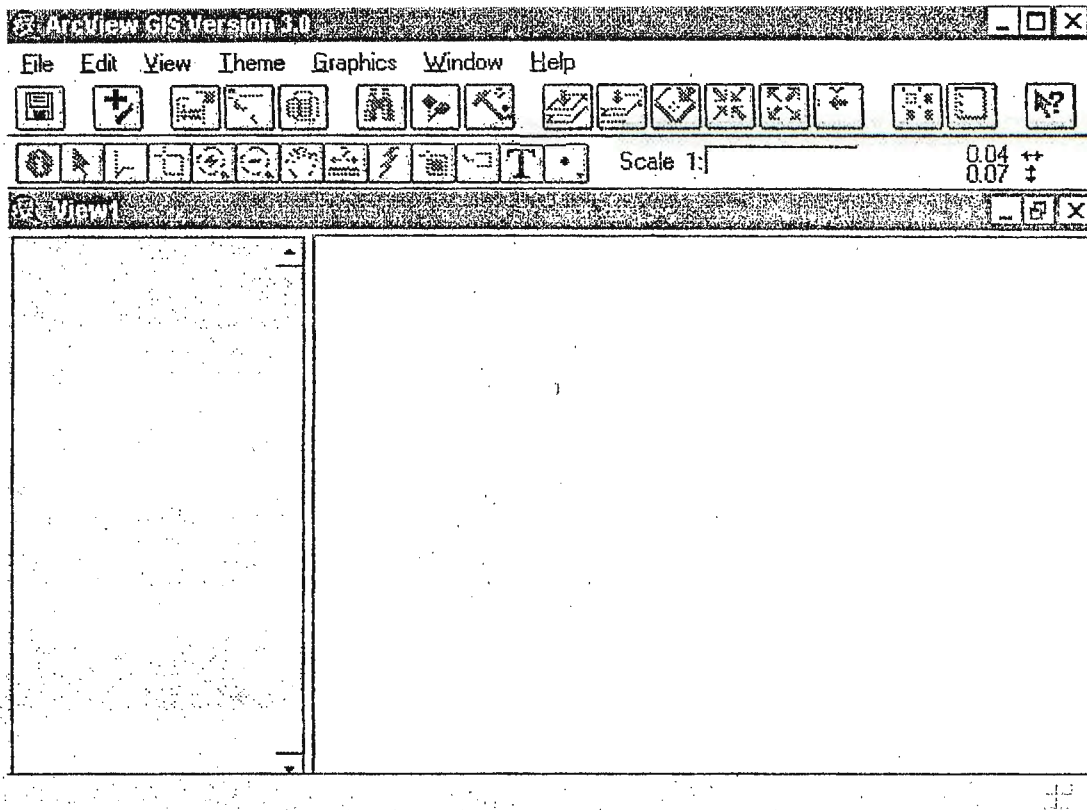 ArcView GIS Version 3.0
File Edit View Theme Graphics Window Help
T
Scale 1:
0.04
0.07
View1